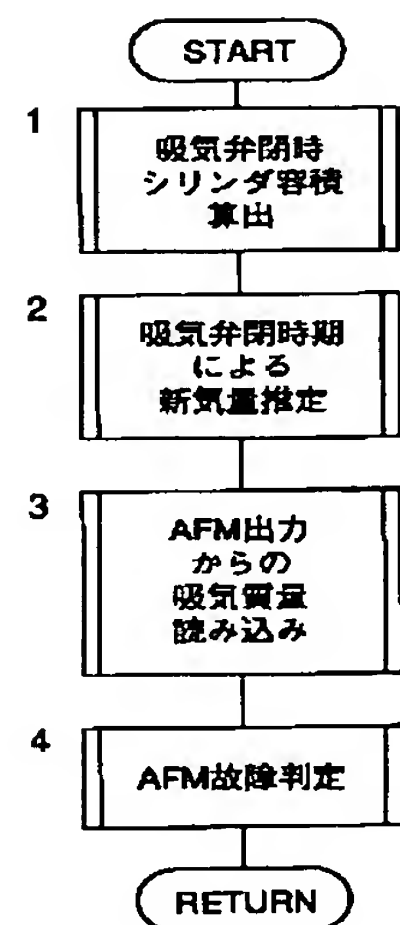 START
1
吸気弁閉時
シリンダ容積
算出
2
吸気弁閉時期
による
新気量推定
3
AFM出力
からの
吸気質量
読み込み
4
AFM故障判定
RETURN